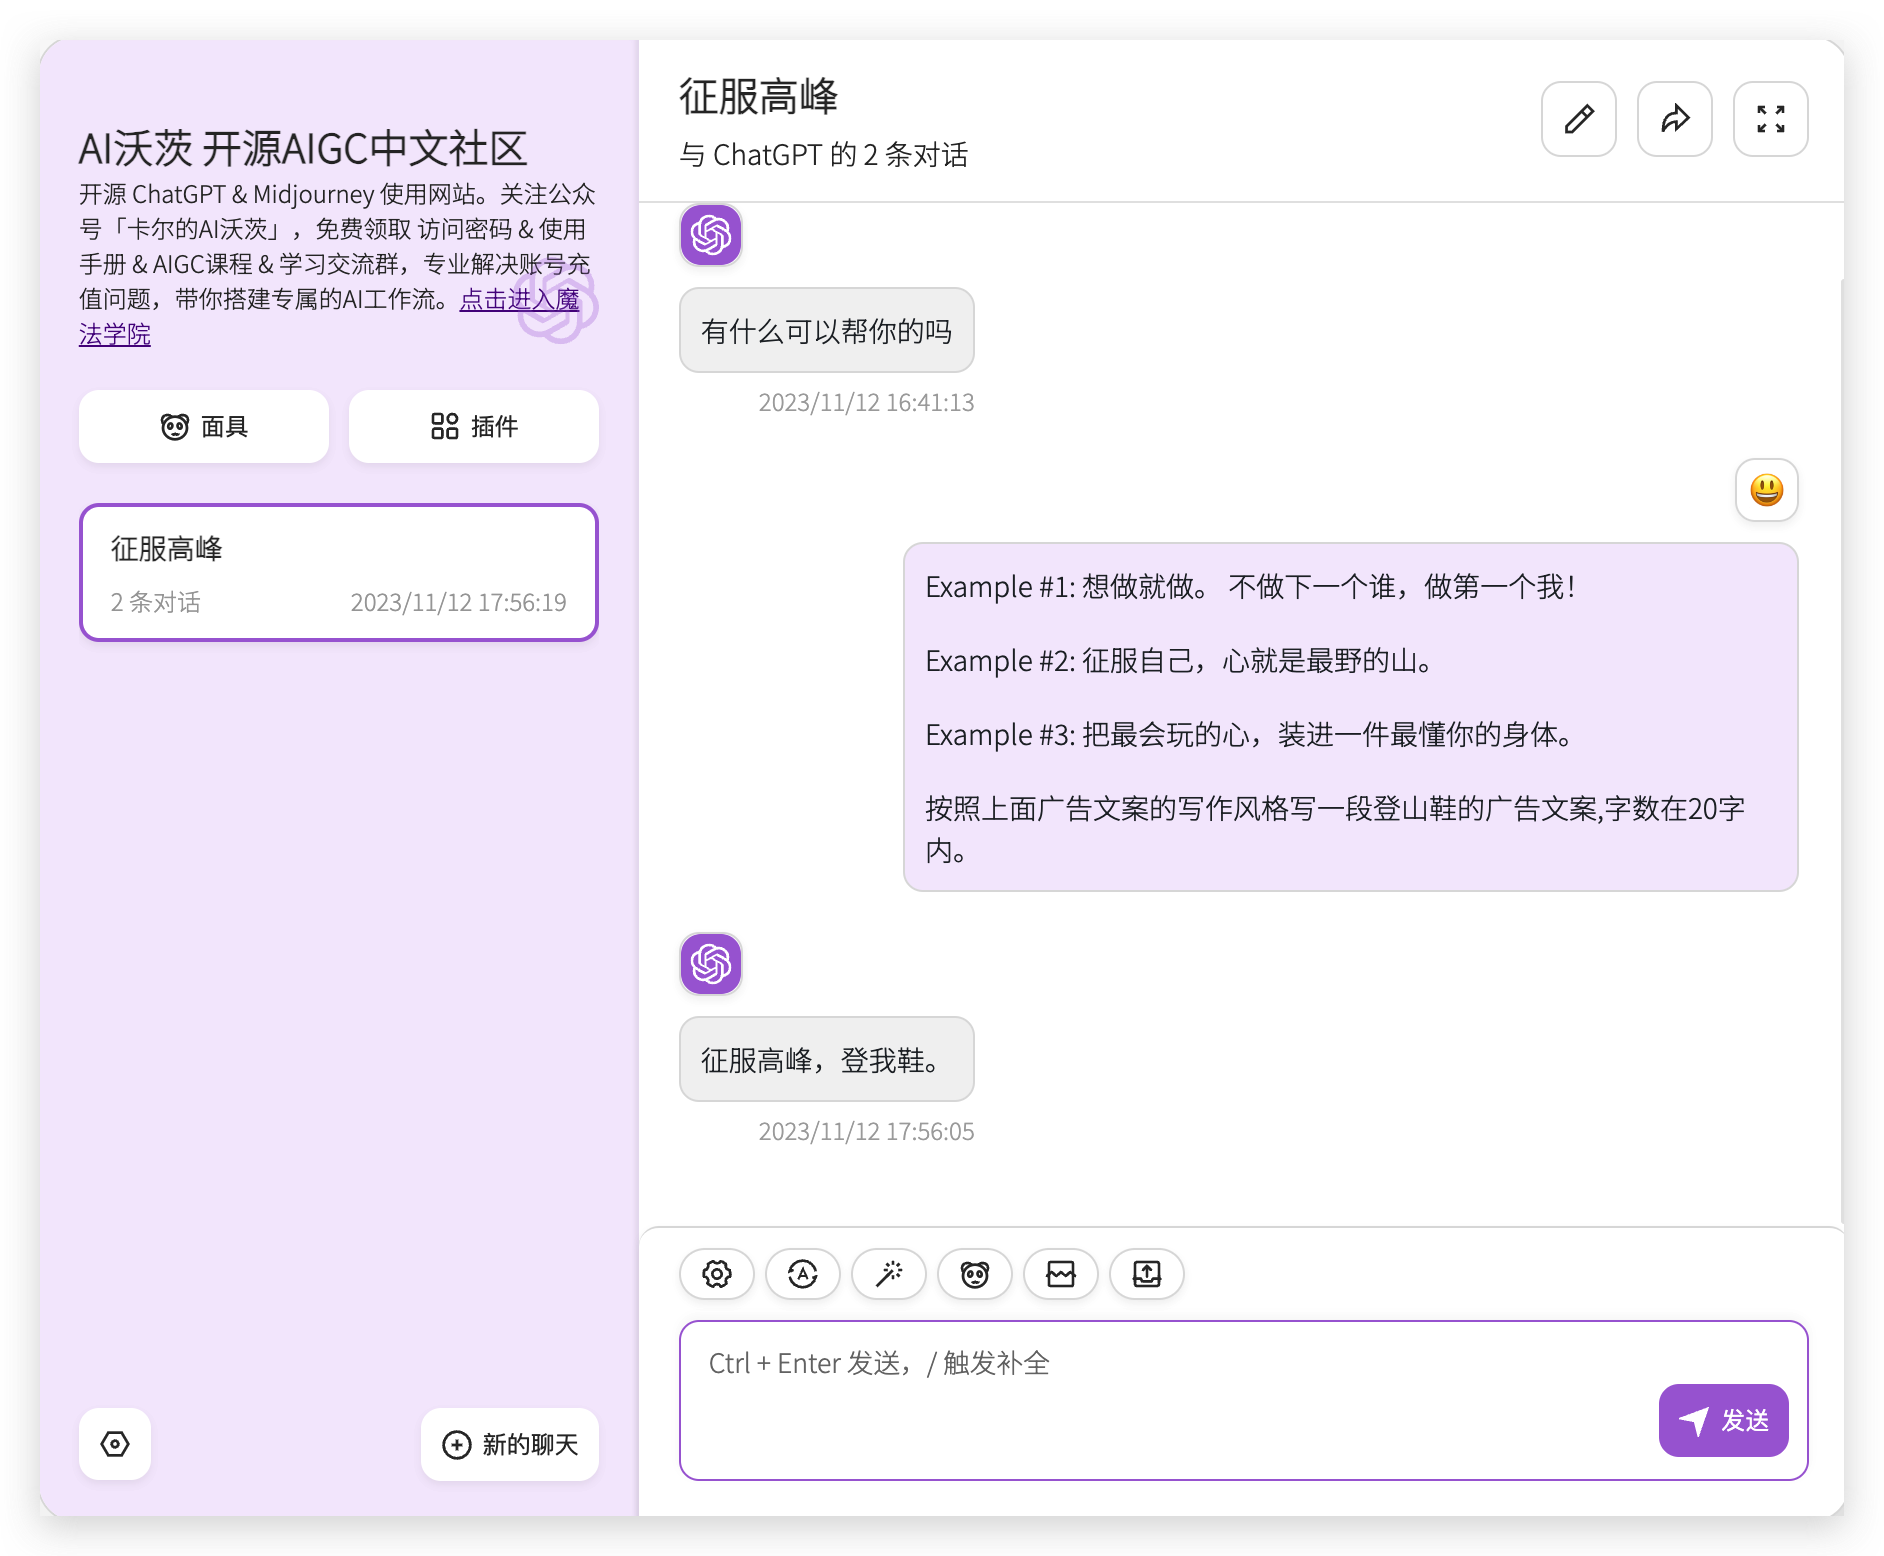 AI沃茨 开源AIGC中文社区
开源 ChatGPT & Midjourney 使用网站。关注公众
号「卡尔的AI沃茨」，免费领取 访问密码 & 使用
手册 & AIGC课程 & 学习交流群，专业解决账号充
值问题，带你搭建专属的AI工作流。点击进入魔
法学院
面具
插件
征服高峰
2 条对话
2023/11/12 17:56:19
新的聊天
征服高峰
与 ChatGPT 的 2 条对话
有什么可以帮你的吗
2023/11/12 16:41:13
Example #1: 想做就做。 不做下一个谁，做第一个我！
Example #2: 征服自己，心就是最野的山。
Example #3: 把最会玩的心，装进一件最懂你的身体。
按照上面广告文案的写作风格写一段登山鞋的广告文案,字数在20字
内。
征服高峰，登我鞋。
2023/11/12 17:56:05
Ctrl + Enter 发送，/ 触发补全
发送